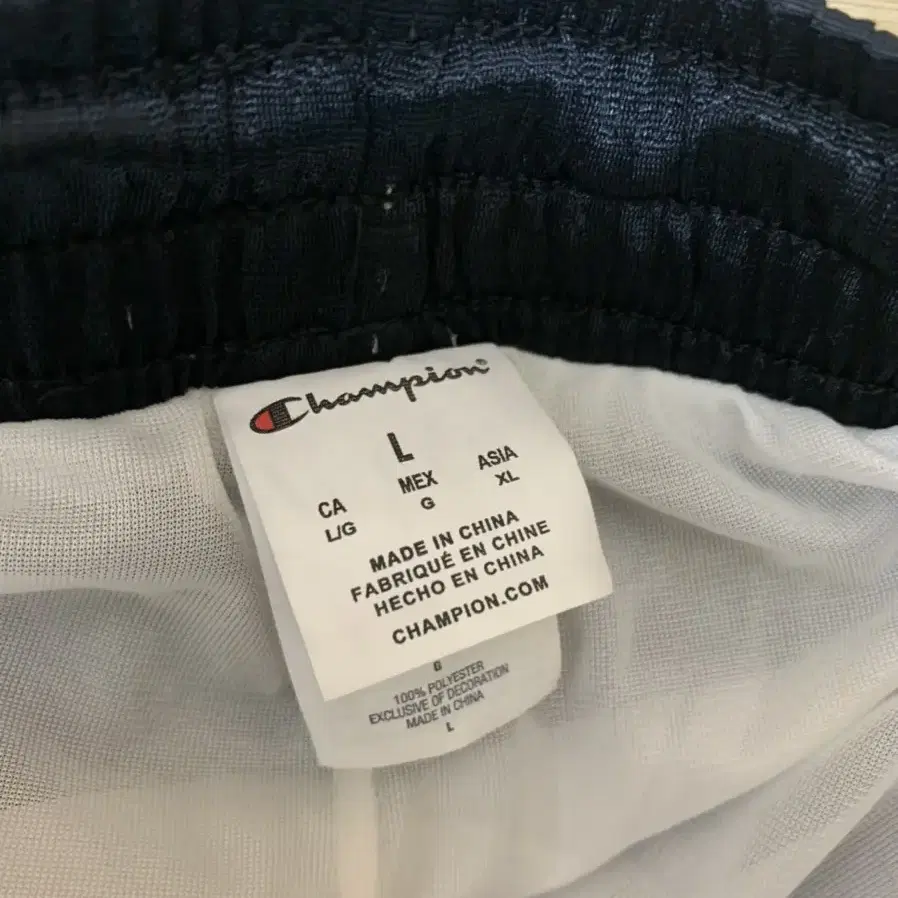 Champion
L
CA MEX ASIA
L/G G XL
MADE IN CHINA
FABRIQUÉ EN CHINE
HECHO EN CHINA
CHAMPION.COM
G
100% POLYESTER
EXCLUSIVE OF DECORATION
MADE IN CHINA
L